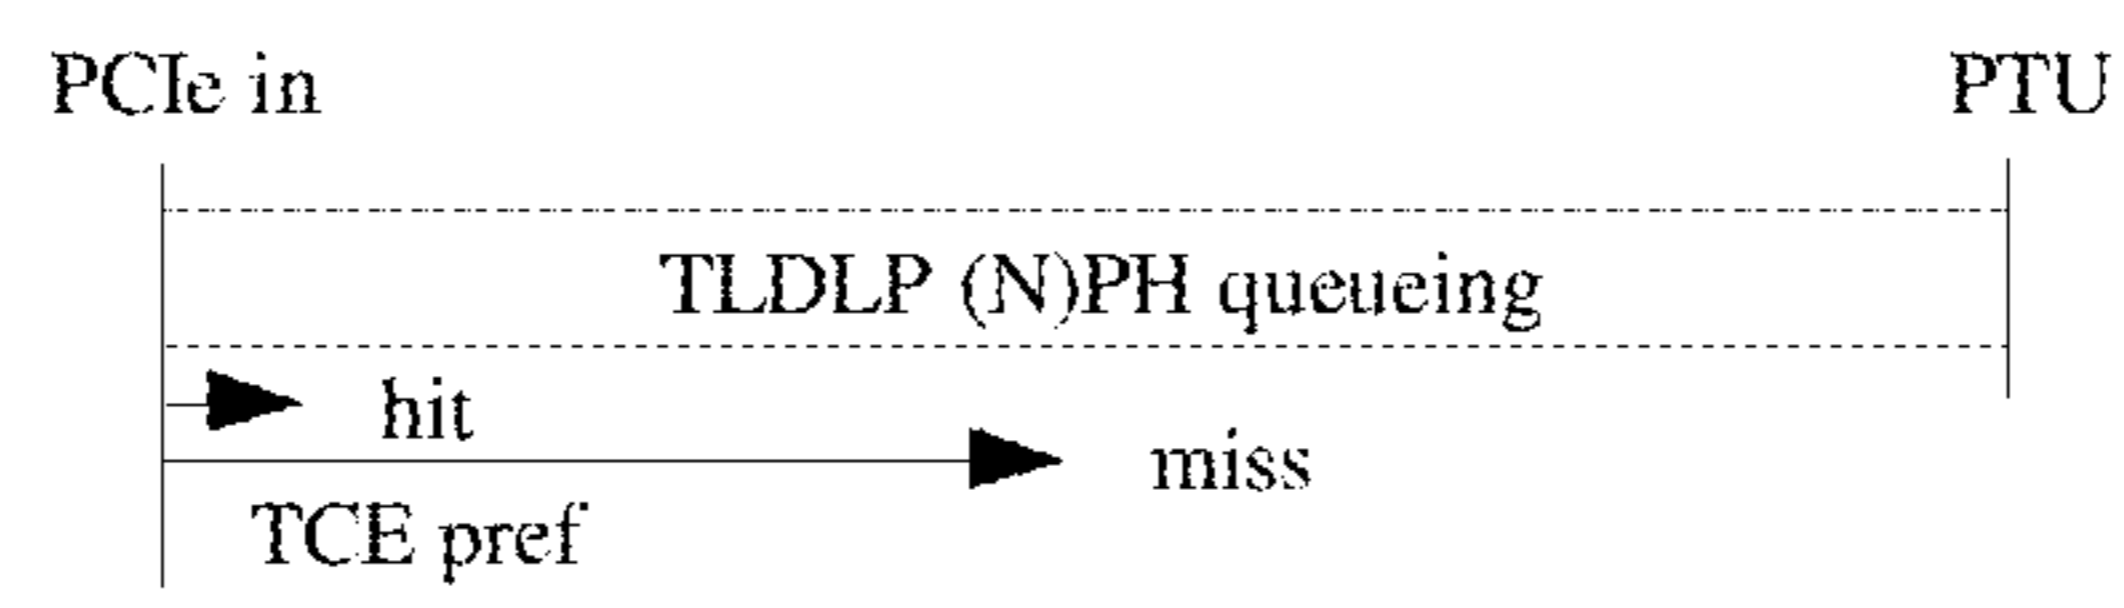 PCIe in
PTU
TLDLP (N)PH queueing
hit
miss
TCE pref